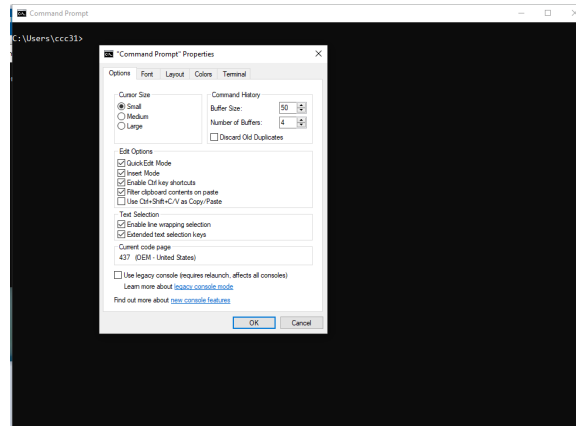 Command Prompt
C:\Users\ccc31>
"Command Prompt" Properties
Options Font Layout Colors Terminal
Cursor Size
Small
Medium
Large
Command History
Buffer Size: 50
Number of Buffers: 4
Discard Old Duplicates
Edit Options
QuickEdit Mode
Insert Mode
Enable Ctrl key shortcuts
Filter clipboard contents on paste
Use Ctrl+Shift+C/V as Copy/Paste
Text Selection
Enable line wrapping selection
Extended text selection keys
Current code page
437 (OEM - United States)
Use legacy console (requires relaunch, affects all consoles)
Learn more about legacy console mode
Find out more about new console features
OK Cancel